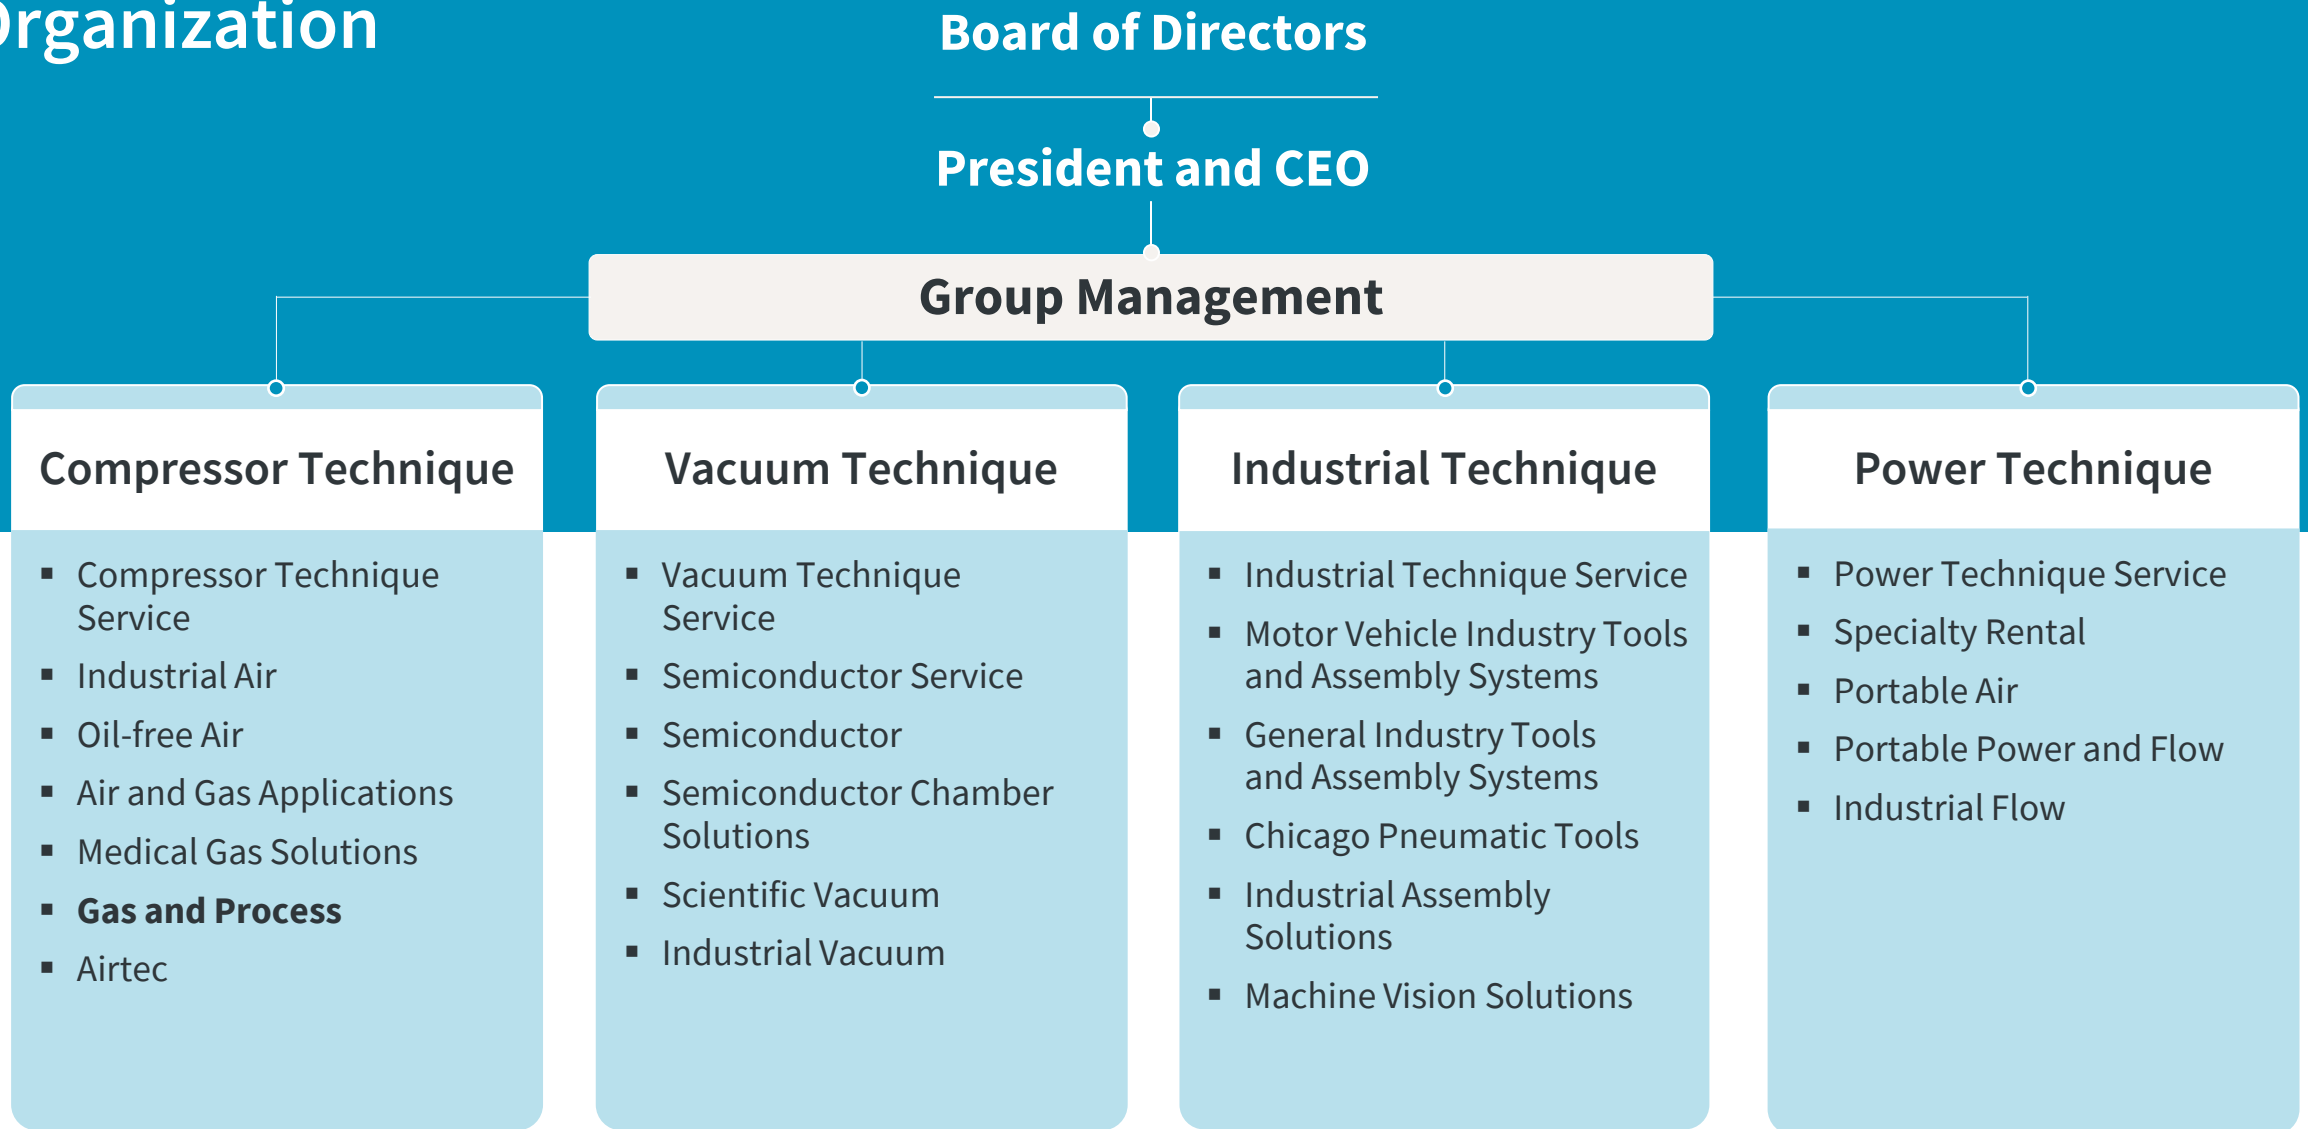 Organization
Board of Directors
President and CEO
Group Management
Compressor Technique
▪ Compressor Technique
Service
▪ Industrial Air
▪ Oil-free Air
▪ Air and Gas Applications
▪ Medical Gas Solutions
▪ Gas and Process
▪ Airtec
Vacuum Technique
▪ Vacuum Technique
Service
▪ Semiconductor Service
▪ Semiconductor
▪ Semiconductor Chamber
Solutions
▪ Scientific Vacuum
▪ Industrial Vacuum
Industrial Technique
▪ Industrial Technique Service
▪ Motor Vehicle Industry Tools
and Assembly Systems
▪ General Industry Tools
and Assembly Systems
▪ Chicago Pneumatic Tools
▪ Industrial Assembly
Solutions
▪ Machine Vision Solutions
Power Technique
▪ Power Technique Service
▪ Specialty Rental
▪ Portable Air
▪ Portable Power and Flow
▪ Industrial Flow